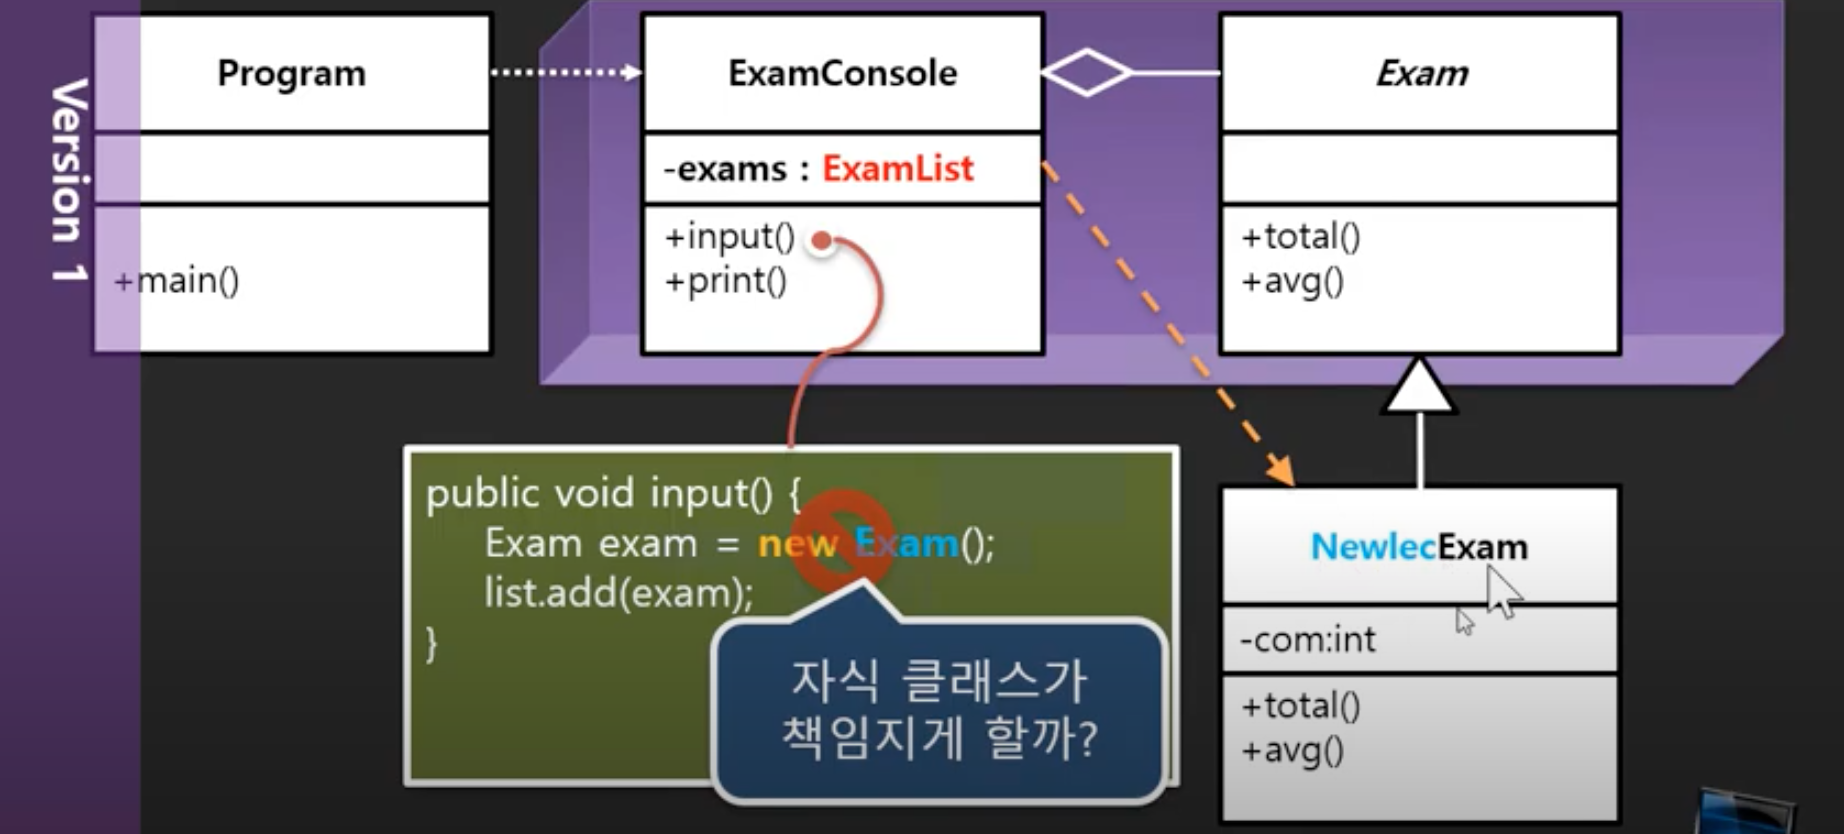 Version 1
Program
+main()
ExamConsole
-exams : ExamList
+input()
+print()
Exam
+total()
+avg()
public void input() {
Exam exam = new Exam();
list.add(exam);
}
자식 클래스가
책임지게 할까?
NewlecExam
-com:int
+total()
+avg()